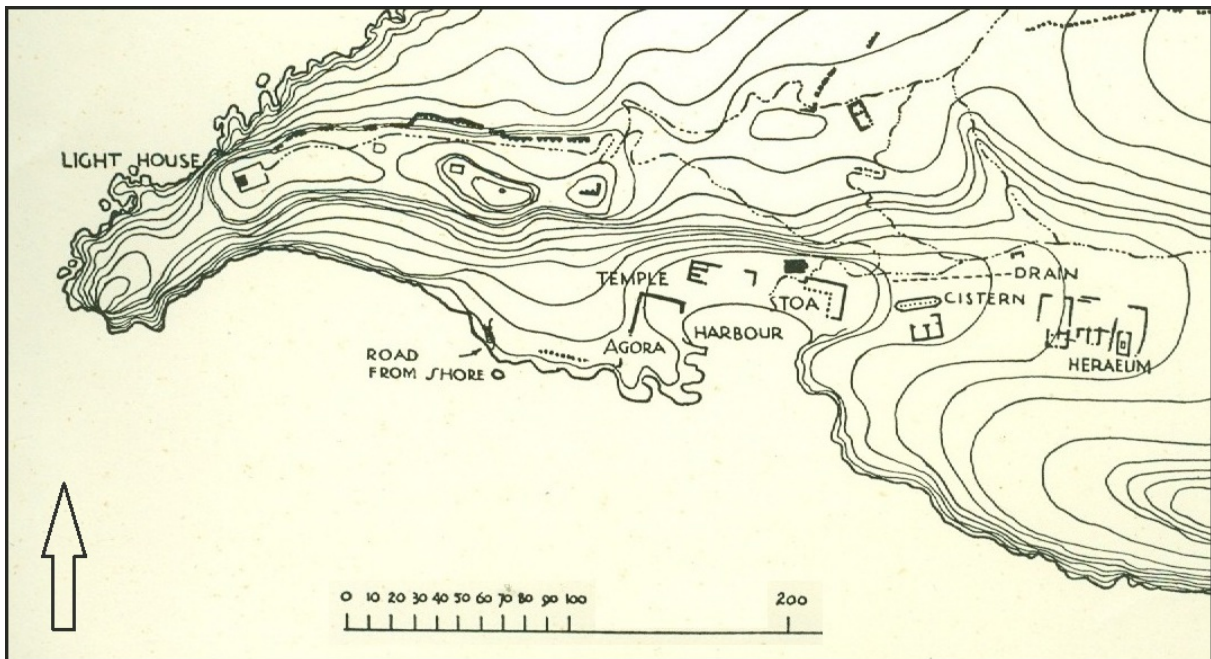 LIGHT HOUSE
TEMPLE
TOA
DRAIN
CISTERN
ROAD
FROM SHORE
AGORA
HARBOUR
HERAEUM
0 10 20 30 40 50 60 70 80 90 100 200